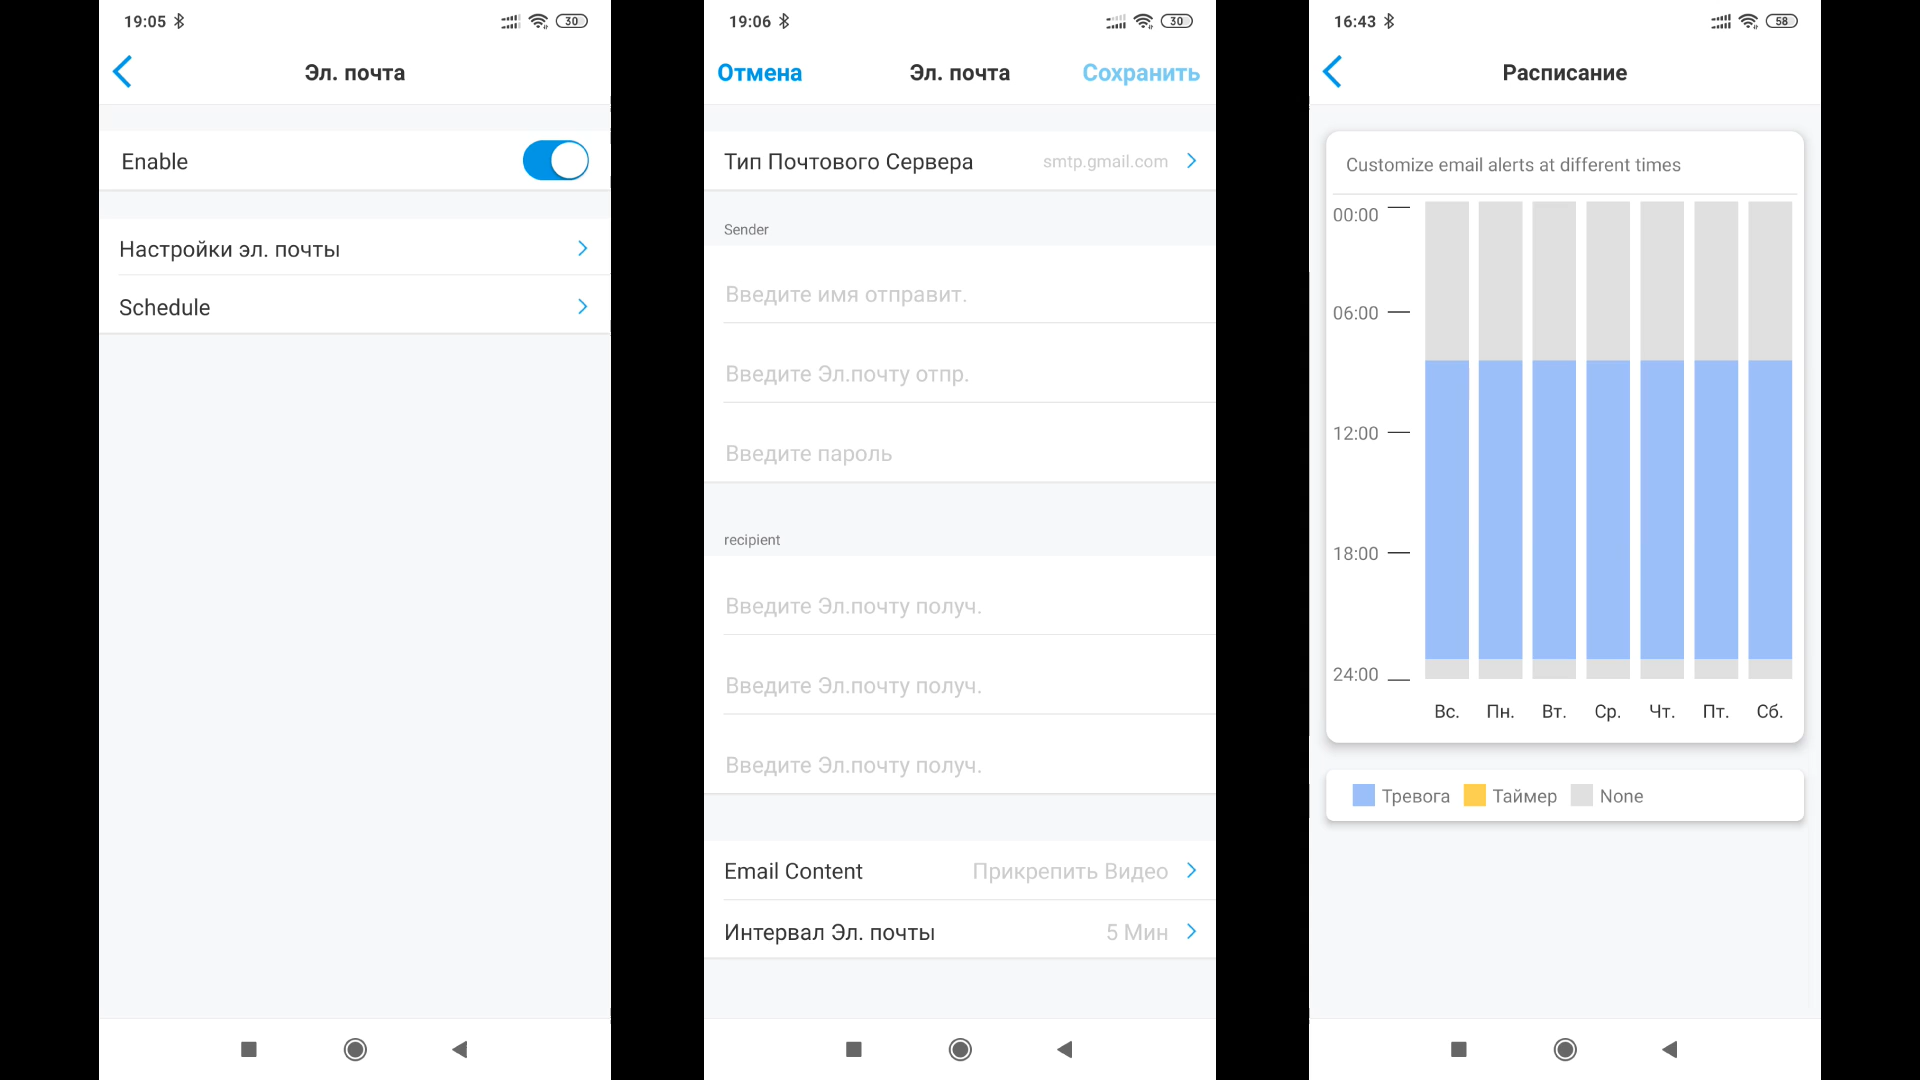 19:05
30
Эл. почта
Enable
Настройки эл. почты
Schedule
19:06
30
Отмена
Эл. почта
Сохранить
Тип Почтового Сервера
smtp.gmail.com
Sender
Введите имя отправит.
Введите Эл.почту отпр.
Введите пароль
recipient
Введите Эл.почту получ.
Введите Эл.почту получ.
Введите Эл.почту получ.
Email Content
Прикрепить Видео
Интервал Эл. почты
5 Мин
16:43
58
Расписание
Customize email alerts at different times
00:00
06:00
12:00
18:00
24:00
Вс. Пн. Вт. Ср. Чт. Пт. Сб.
Тревога Таймер None